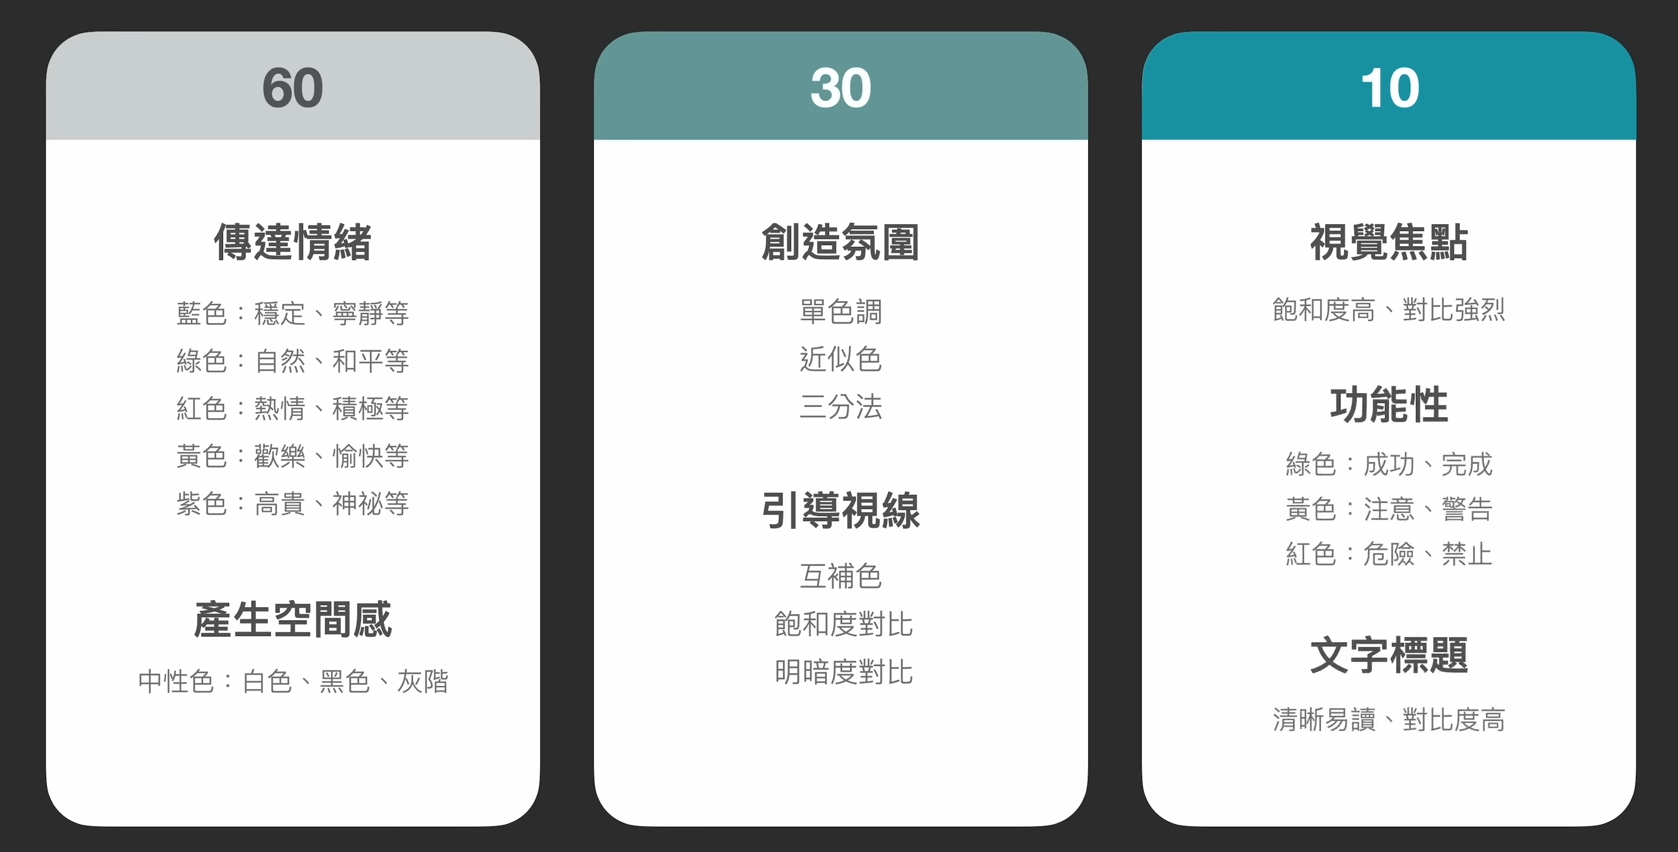 60
傳達情緒
藍色：穩定、寧靜等
綠色：自然、和平等
紅色：熱情、積極等
黃色：歡樂、愉快等
紫色：高貴、神祕等
產生空間感
中性色：白色、黑色、灰階
30
創造氛圍
單色調
近似色
三分法
引導視線
互補色
飽和度對比
明暗度對比
10
視覺焦點
飽和度高、對比強烈
功能性
綠色：成功、完成
黃色：注意、警告
紅色：危險、禁止
文字標題
清晰易讀、對比度高